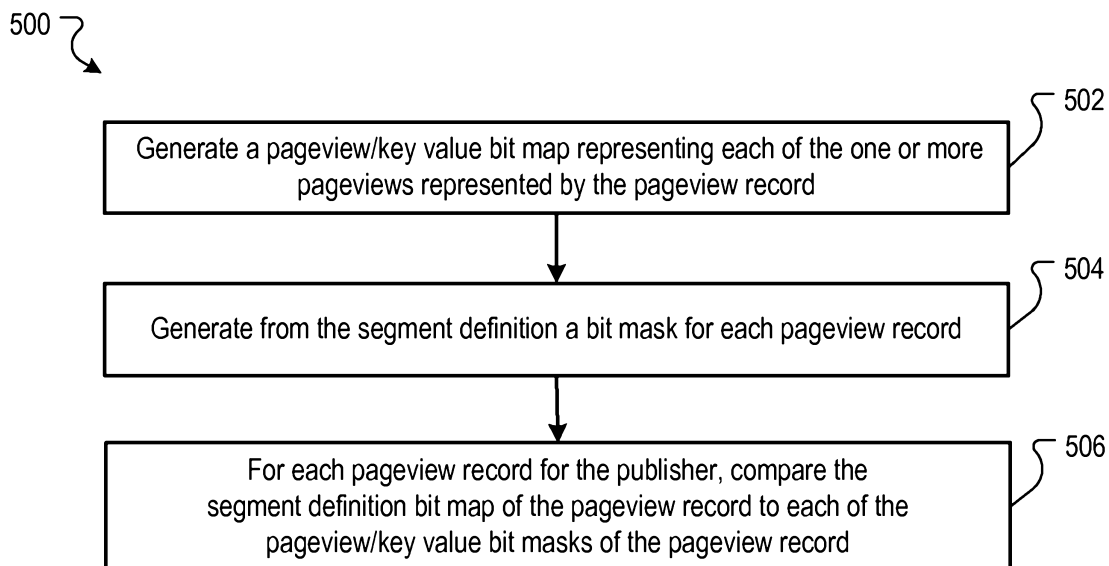 500
502
Generate a pageview/key value bit map representing each of the one or more
pageviews represented by the pageview record
504
Generate from the segment definition a bit mask for each pageview record
506
For each pageview record for the publisher, compare the
segment definition bit map of the pageview record to each of the
pageview/key value bit masks of the pageview record